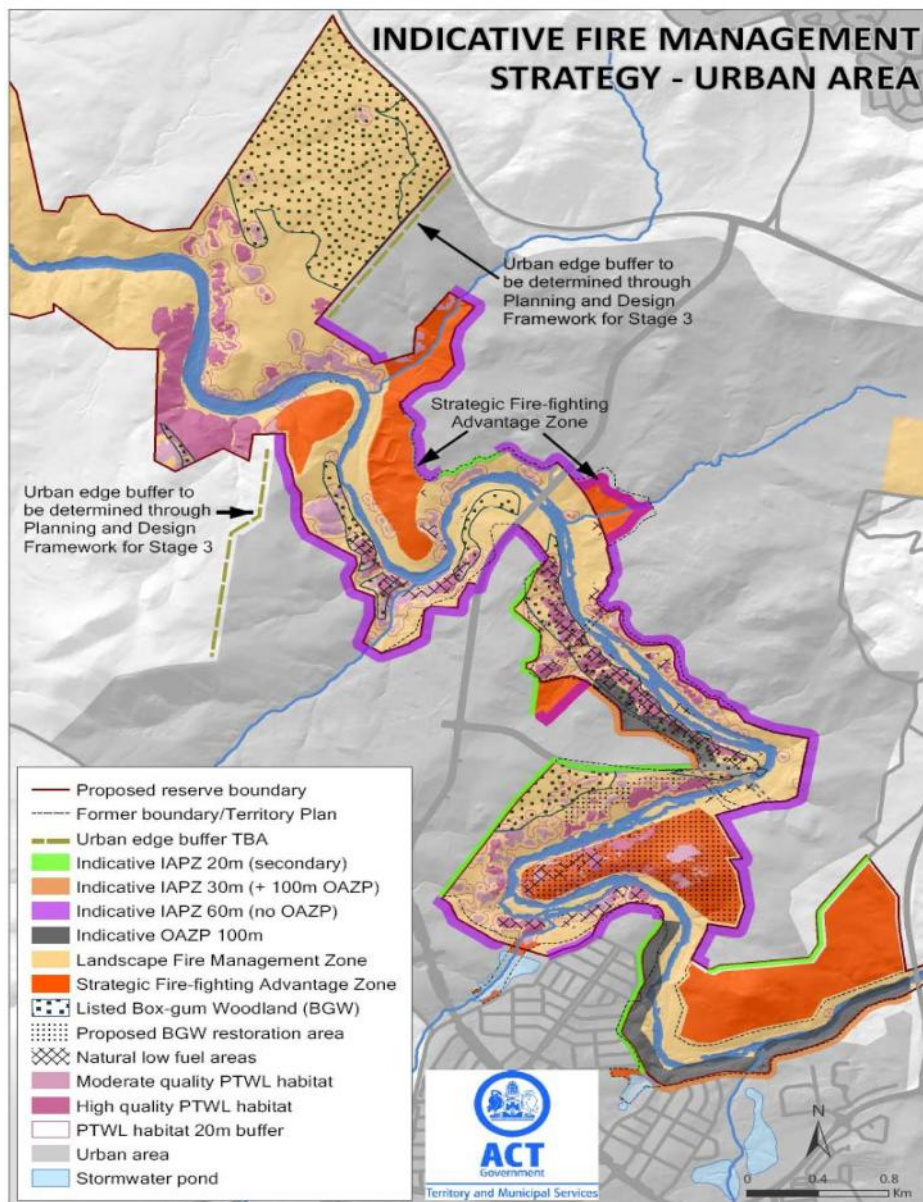 INDICATIVE FIRE MANAGEMENT
STRATEGY - URBAN AREA
Urban edge buffer to
be determined through
Planning and Design
Framework for Stage 3
Strategic Fire-fighting
Advantage Zone
Urban edge buffer to
be determined through
Planning and Design
Framework for Stage 3
Proposed reserve boundary
Former boundary/Territory Plan
Urban edge buffer TBA
Indicative IAPZ 20m (secondary)
Indicative IAPZ 30m (+ 100m OAZP)
Indicative IAPZ 60m (no OAZP)
Indicative OAZP 100m
Landscape Fire Management Zone
Strategic Fire-fighting Advantage Zone
Listed Box-gum Woodland (BGW)
Proposed BGW restoration area
Natural low fuel areas
Moderate quality PTWL habitat
High quality PTWL habitat
PTWL habitat 20m buffer
Urban area
Stormwater pond
ACT
Government
Territory and Municipal Services
N
0 0.4 0.8
Km